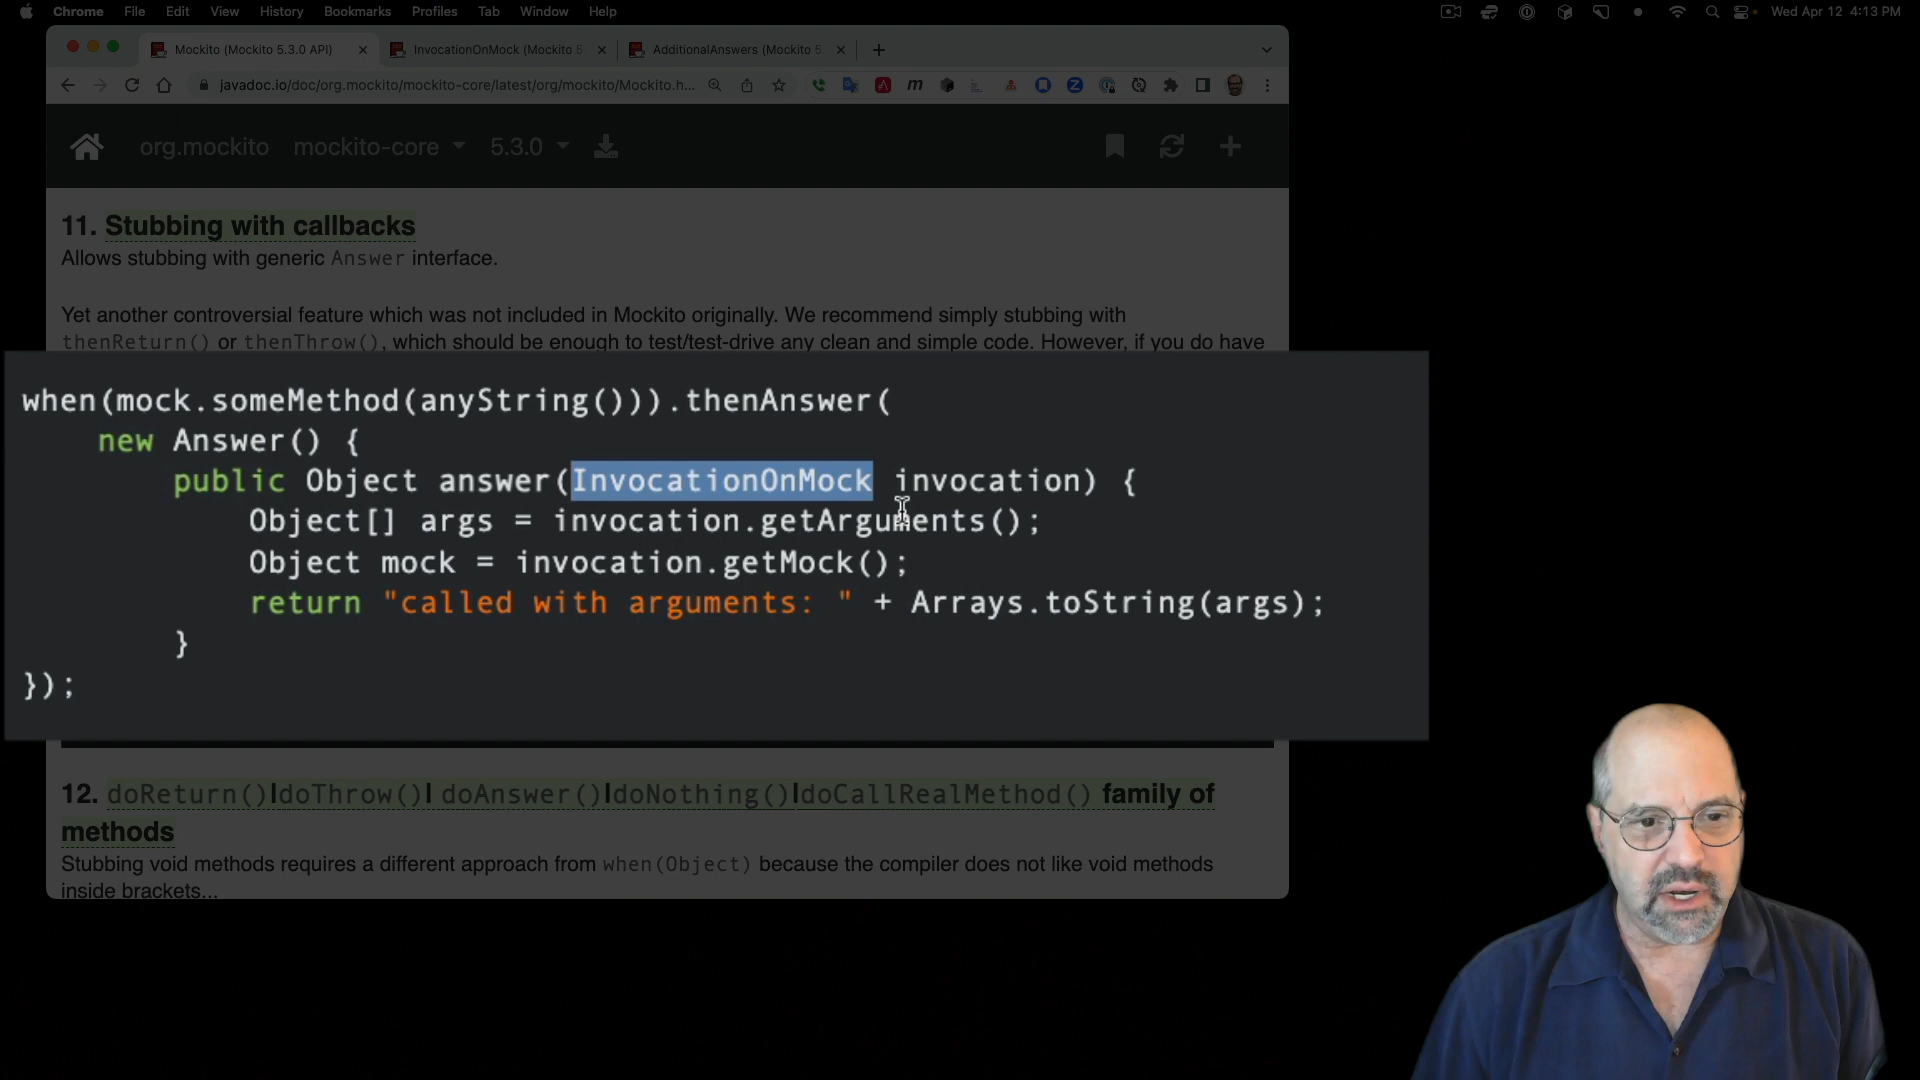 Chrome File Edit View History Bookmarks Profiles Tab Window Help Wed Apr 12 4:13 PM
Mockito (Mockito 5.3.0 API) InvocationOnMock (Mockito 5 AdditionalAnswers (Mockito 5.
javadoc.io/doc/org.mockito/mockito-core/latest/org/mockito/Mockito.h...
org.mockito mockito-core 5.3.0
11. Stubbing with callbacks
Allows stubbing with generic Answer interface.
Yet another controversial feature which was not included in Mockito originally. We recommend simply stubbing with
thenReturn() or thenThrow(), which should be enough to test/test-drive any clean and simple code. However, if you do have
when(mock.someMethod(anyString())).thenAnswer(
new Answer() {
public Object answer(InvocationOnMock invocation) {
Object[] args = invocation.getArguments();
Object mock = invocation.getMock();
return "called with arguments: " + Arrays.toString(args);
}
});
12. doReturn()|doThrow()| doAnswer()|doNothing()|doCallRealMethod() family of
methods
Stubbing void methods requires a different approach from when(Object) because the compiler does not like void methods
inside brackets...